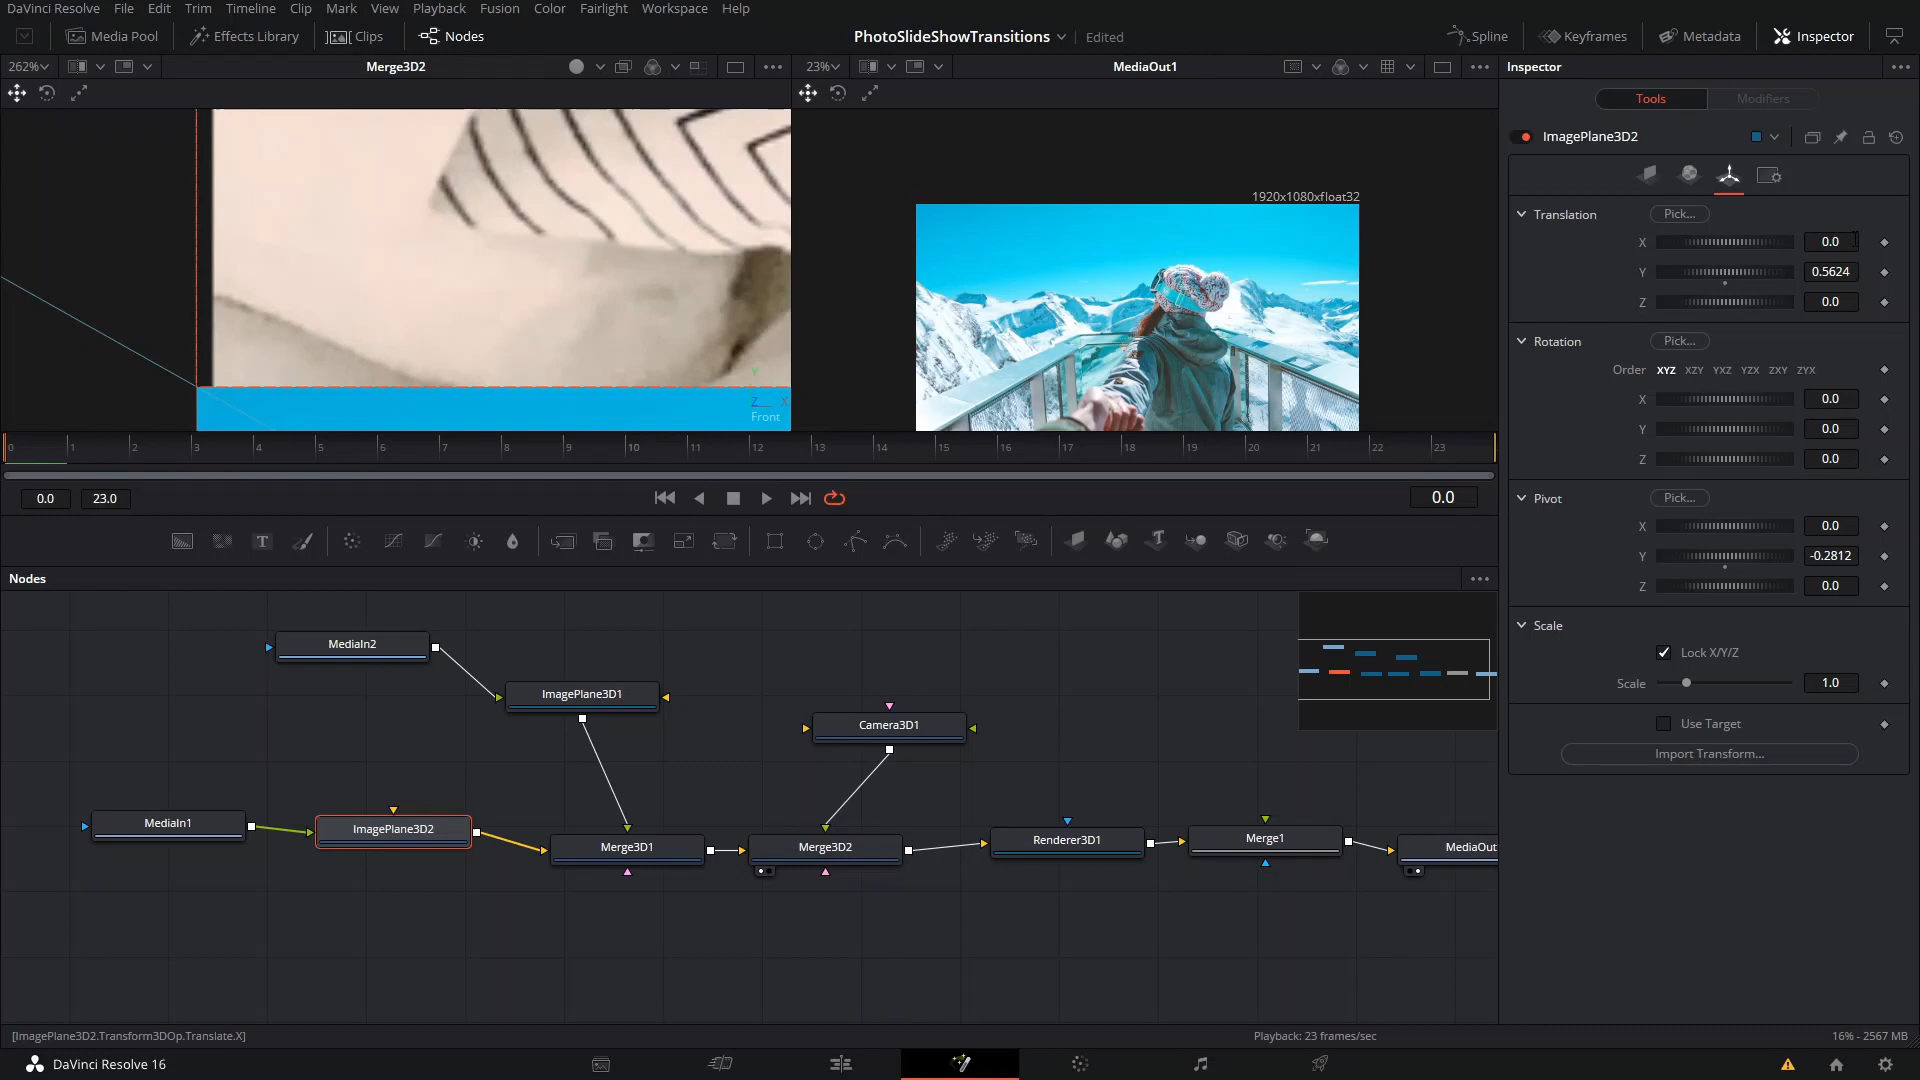 DaVinci Resolve File Edit Trim Timeline Clip Mark View Playback Fusion Color Fairlight Workspace Help
Media Pool Effects Library Clips Nodes PhotoSlideShowTransitions Edited Spline Keyframes Metadata Inspector
262% Merge3D2 23% MediaOut1 Inspector
Tools Modifiers
ImagePlane3D2
1920x1080xfloat32
Translation Pick...
X 0.0
Y 0.5624
Z 0.0
Rotation Pick...
Order XYZ XZY YXZ YZX ZXY ZYX
X 0.0
Y 0.0
Z 0.0
Y
Z X
Front
0 1 2 3 4 5 6 7 8 9 10 11 12 13 14 15 16 17 18 19 20 21 22 23
0.0 23.0 0.0
Pivot Pick...
X 0.0
Y -0.2812
Z 0.0
Nodes
Scale
Lock X/Y/Z
Scale 1.0
Use Target
Import Transform...
MediaIn2
ImagePlane3D1
Camera3D1
MediaIn1 ImagePlane3D2 Merge3D1 Merge3D2 Renderer3D1 Merge1 MediaOut
[ImagePlane3D2.Transform3DOp.Translate.X] Playback: 23 frames/sec 16% - 2567 MB
DaVinci Resolve 16